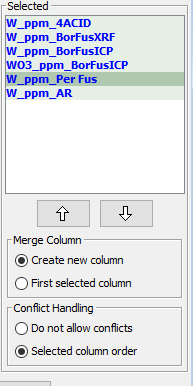 Selected
W_ppm_4ACID
W_ppm_BorFusXRF
W_ppm_BorFusICP
WO3_ppm_BorFusICP
W_ppm_Per Fus
W_ppm_AR
Merge Column
Create new column
First selected column
Conflict Handling
Do not allow conflicts
Selected column order